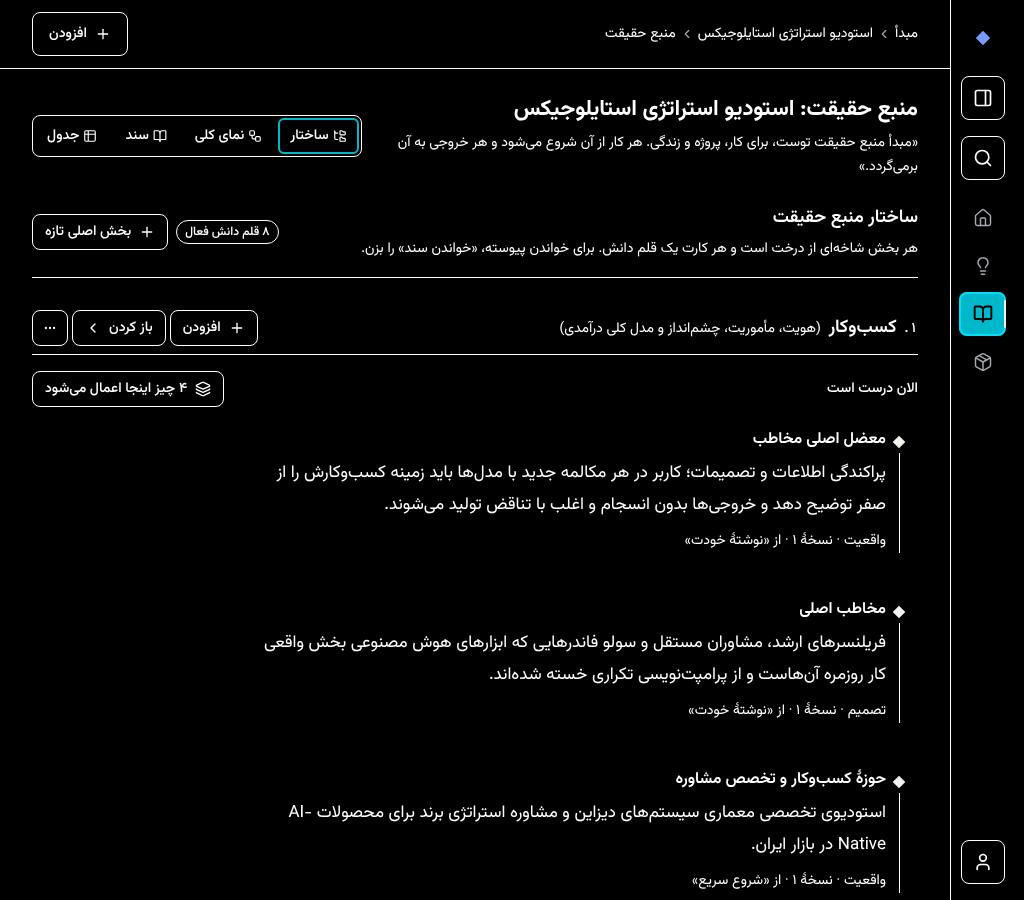 مبدأ › استودیو استراتژی استایلوجیکس › منبع حقیقت
افزودن
منبع حقیقت: استودیو استراتژی استایلوجیکس
«مبدأ منبع حقیقت توست، برای کار، پروژه و زندگی. هر کار از آن شروع می‌شود و هر خروجی به آن
برمی‌گردد.»
ساختار
نمای کلی
سند
جدول
ساختار منبع حقیقت
هر بخش شاخه‌ای از درخت است و هر کارت یک قلم دانش. برای خواندن پیوسته، «خواندن سند» را بزن.
۸ قلم دانش فعال
بخش اصلی تازه
۱. کسب‌وکار (هویت، مأموریت، چشم‌انداز و مدل کلی درآمدی)
افزودن
باز کردن
الان درست است
۴ چیز اینجا اعمال می‌شود
معضل اصلی مخاطب
پراکندگی اطلاعات و تصمیمات؛ کاربر در هر مکالمه جدید با مدل‌ها باید زمینه کسب‌وکارش را از
صفر توضیح دهد و خروجی‌ها بدون انسجام و اغلب با تناقض تولید می‌شوند.
واقعیت · نسخهٔ ۱ · از «نوشتهٔ خودت»
مخاطب اصلی
فریلنسرهای ارشد، مشاوران مستقل و سولو فاندرهایی که ابزارهای هوش مصنوعی بخش واقعی
کار روزمره آن‌هاست و از پرامپت‌نویسی تکراری خسته شده‌اند.
تصمیم · نسخهٔ ۱ · از «نوشتهٔ خودت»
حوزهٔ کسب‌وکار و تخصص مشاوره
استودیوی تخصصی معماری سیستم‌های دیزاین و مشاوره استراتژی برند برای محصولات AI-
Native در بازار ایران.
واقعیت · نسخهٔ ۱ · از «شروع سریع»